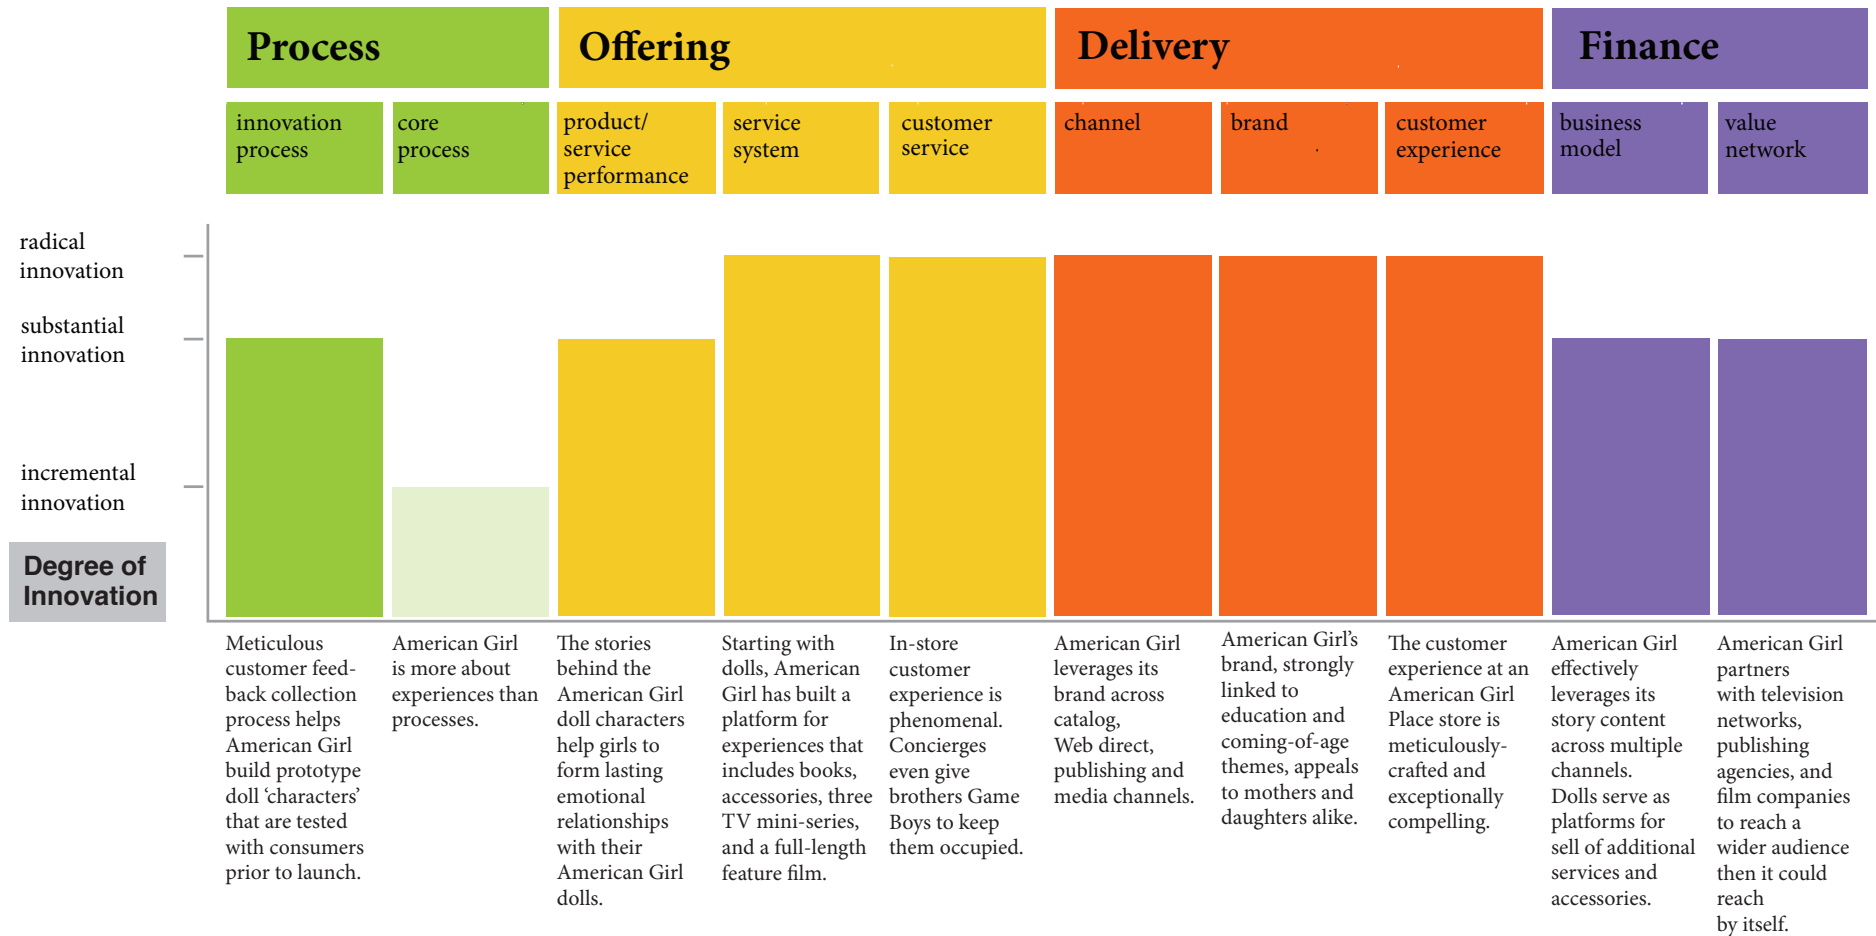 Process
Offering
Delivery
Finance
innovation
process
core
process
product/
service
performance
service
system
customer
service
channel
brand
customer
experience
business
model
value
network
radical
innovation
substantial
innovation
incremental
innovation
Degree of
Innovation
Meticulous
customer feed-
back collection
process helps
American Girl
build prototype
doll ‘characters’
that are tested
with consumers
prior to launch.
American Girl
is more about
experiences than
processes.
The stories
behind the
American Girl
doll characters
help girls to
form lasting
emotional
relationships
with their
American Girl
dolls.
Starting with
dolls, American
Girl has built a
platform for
experiences that
includes books,
accessories, three
TV mini-series,
and a full-length
feature film.
In-store
customer
experience is
phenomenal.
Concierges
even give
brothers Game
Boys to keep
them occupied.
American Girl
leverages its
brand across
catalog,
Web direct,
publishing and
media channels.
American Girl’s
brand, strongly
linked to
education and
coming-of-age
themes, appeals
to mothers and
daughters alike.
The customer
experience at an
American Girl
Place store is
meticulously-
crafted and
exceptionally
compelling.
American Girl
effectively
leverages its
story content
across multiple
channels.
Dolls serve as
platforms for
sell of additional
services and
accessories.
American Girl
partners
with television
networks,
publishing
agencies, and
film companies
to reach a
wider audience
then it could
reach
by itself.